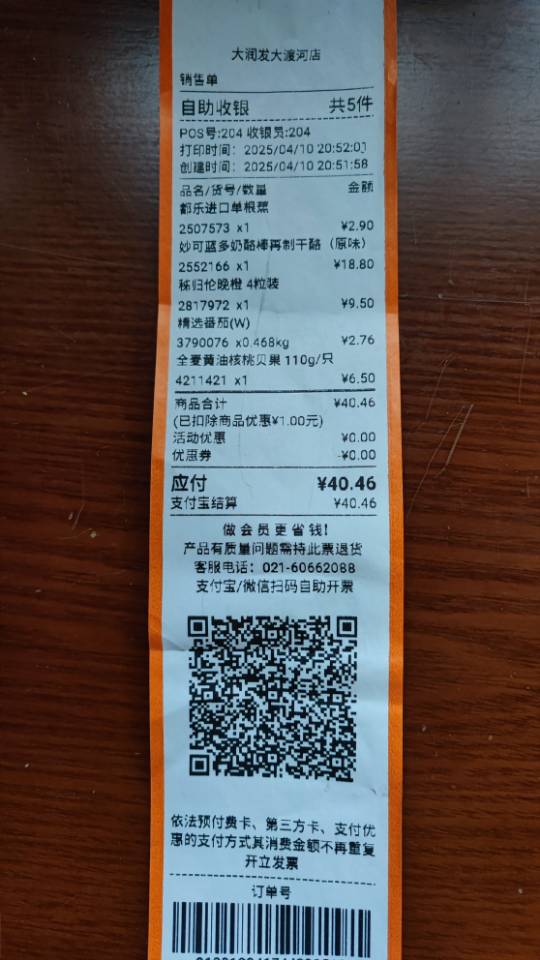 大润发大渡河店
销售单
自助收银 共5件
POS号:204 收银员:204
打印时间: 2025/04/10 20:52:01
创建时间: 2025/04/10 20:51:58
品名/货号/数量 金额
都乐进口单根蕉
2507573 x1 ¥2.90
妙可蓝多奶酪棒再制干酪（原味）
2552166 x1 ¥18.80
秭归伦晚橙 4粒装
2817972 x1 ¥9.50
精选番茄(W)
3790076 x0.468kg ¥2.76
全麦黄油核桃贝果 110g/只
4211421 x1 ¥6.50
商品合计 ¥40.46
(已扣除商品优惠¥1.00元)
活动优惠 ¥0.00
优惠券 -¥0.00
应付 ¥40.46
支付宝结算 ¥40.46
做会员更省钱!
产品有质量问题需持此票退货
客服电话: 021-60662088
支付宝/微信扫码自助开票
依法预付费卡、第三方卡、支付优
惠的支付方式其消费金额不再重复
开立发票
订单号